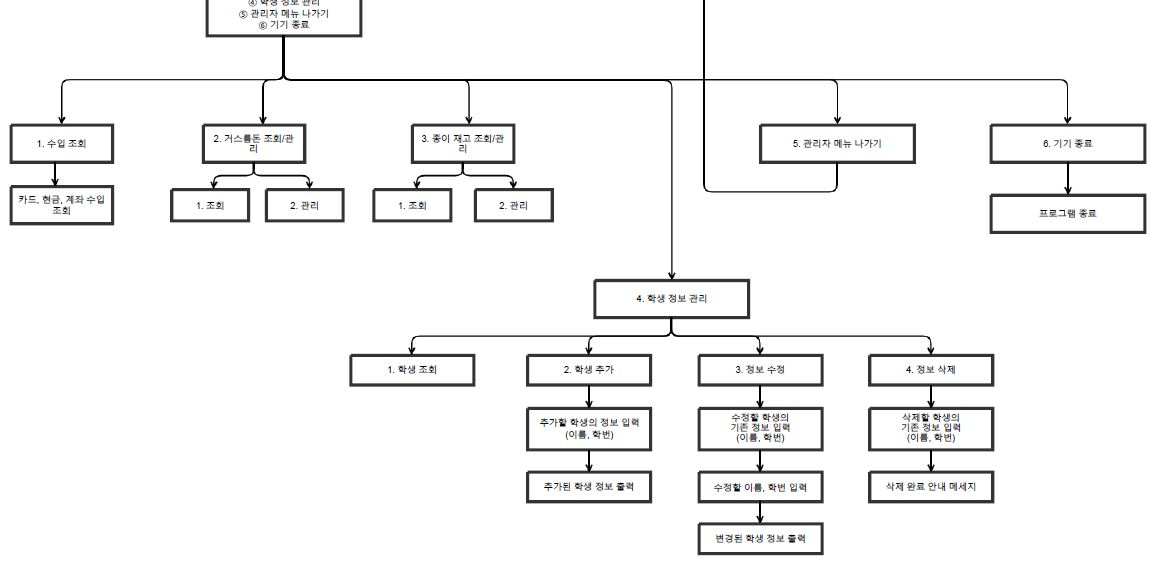 ④ 학생 정보 관리
⑤ 관리자 메뉴 나가기
⑥ 기기 종료
1. 수입 조회
2. 거스름돈 조회/관
리
3. 종이 재고 조회/관
리
5. 관리자 메뉴 나가기
6. 기기 종료
카드, 현금, 계좌 수입
조회
1. 조회
2. 관리
1. 조회
2. 관리
프로그램 종료
4. 학생 정보 관리
1. 학생 조회
2. 학생 추가
3. 정보 수정
4. 정보 삭제
추가할 학생의 정보 입력
(이름, 학번)
수정할 학생의
기존 정보 입력
(이름, 학번)
삭제할 학생의
기존 정보 입력
(이름, 학번)
추가된 학생 정보 출력
수정할 이름, 학번 입력
삭제 완료 안내 메세지
변경된 학생 정보 출력